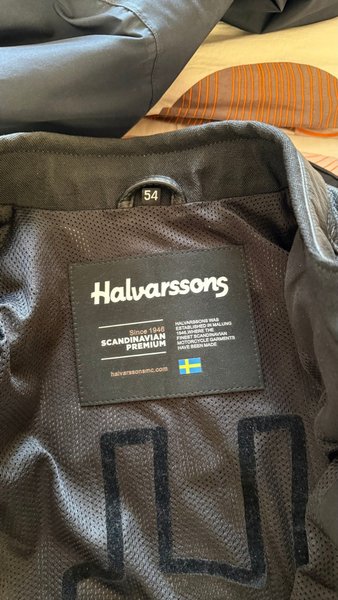 54
Halvarssons
Since 1946
SCANDINAVIAN
PREMIUM
halvarssonsmc.com
HALVARSSONS WAS
ESTABLISHED IN MALUNG
1946,WHERE THE
FINEST SCANDINAVIAN
MOTORCYCLE GARMENTS
HAVE BEEN MADE